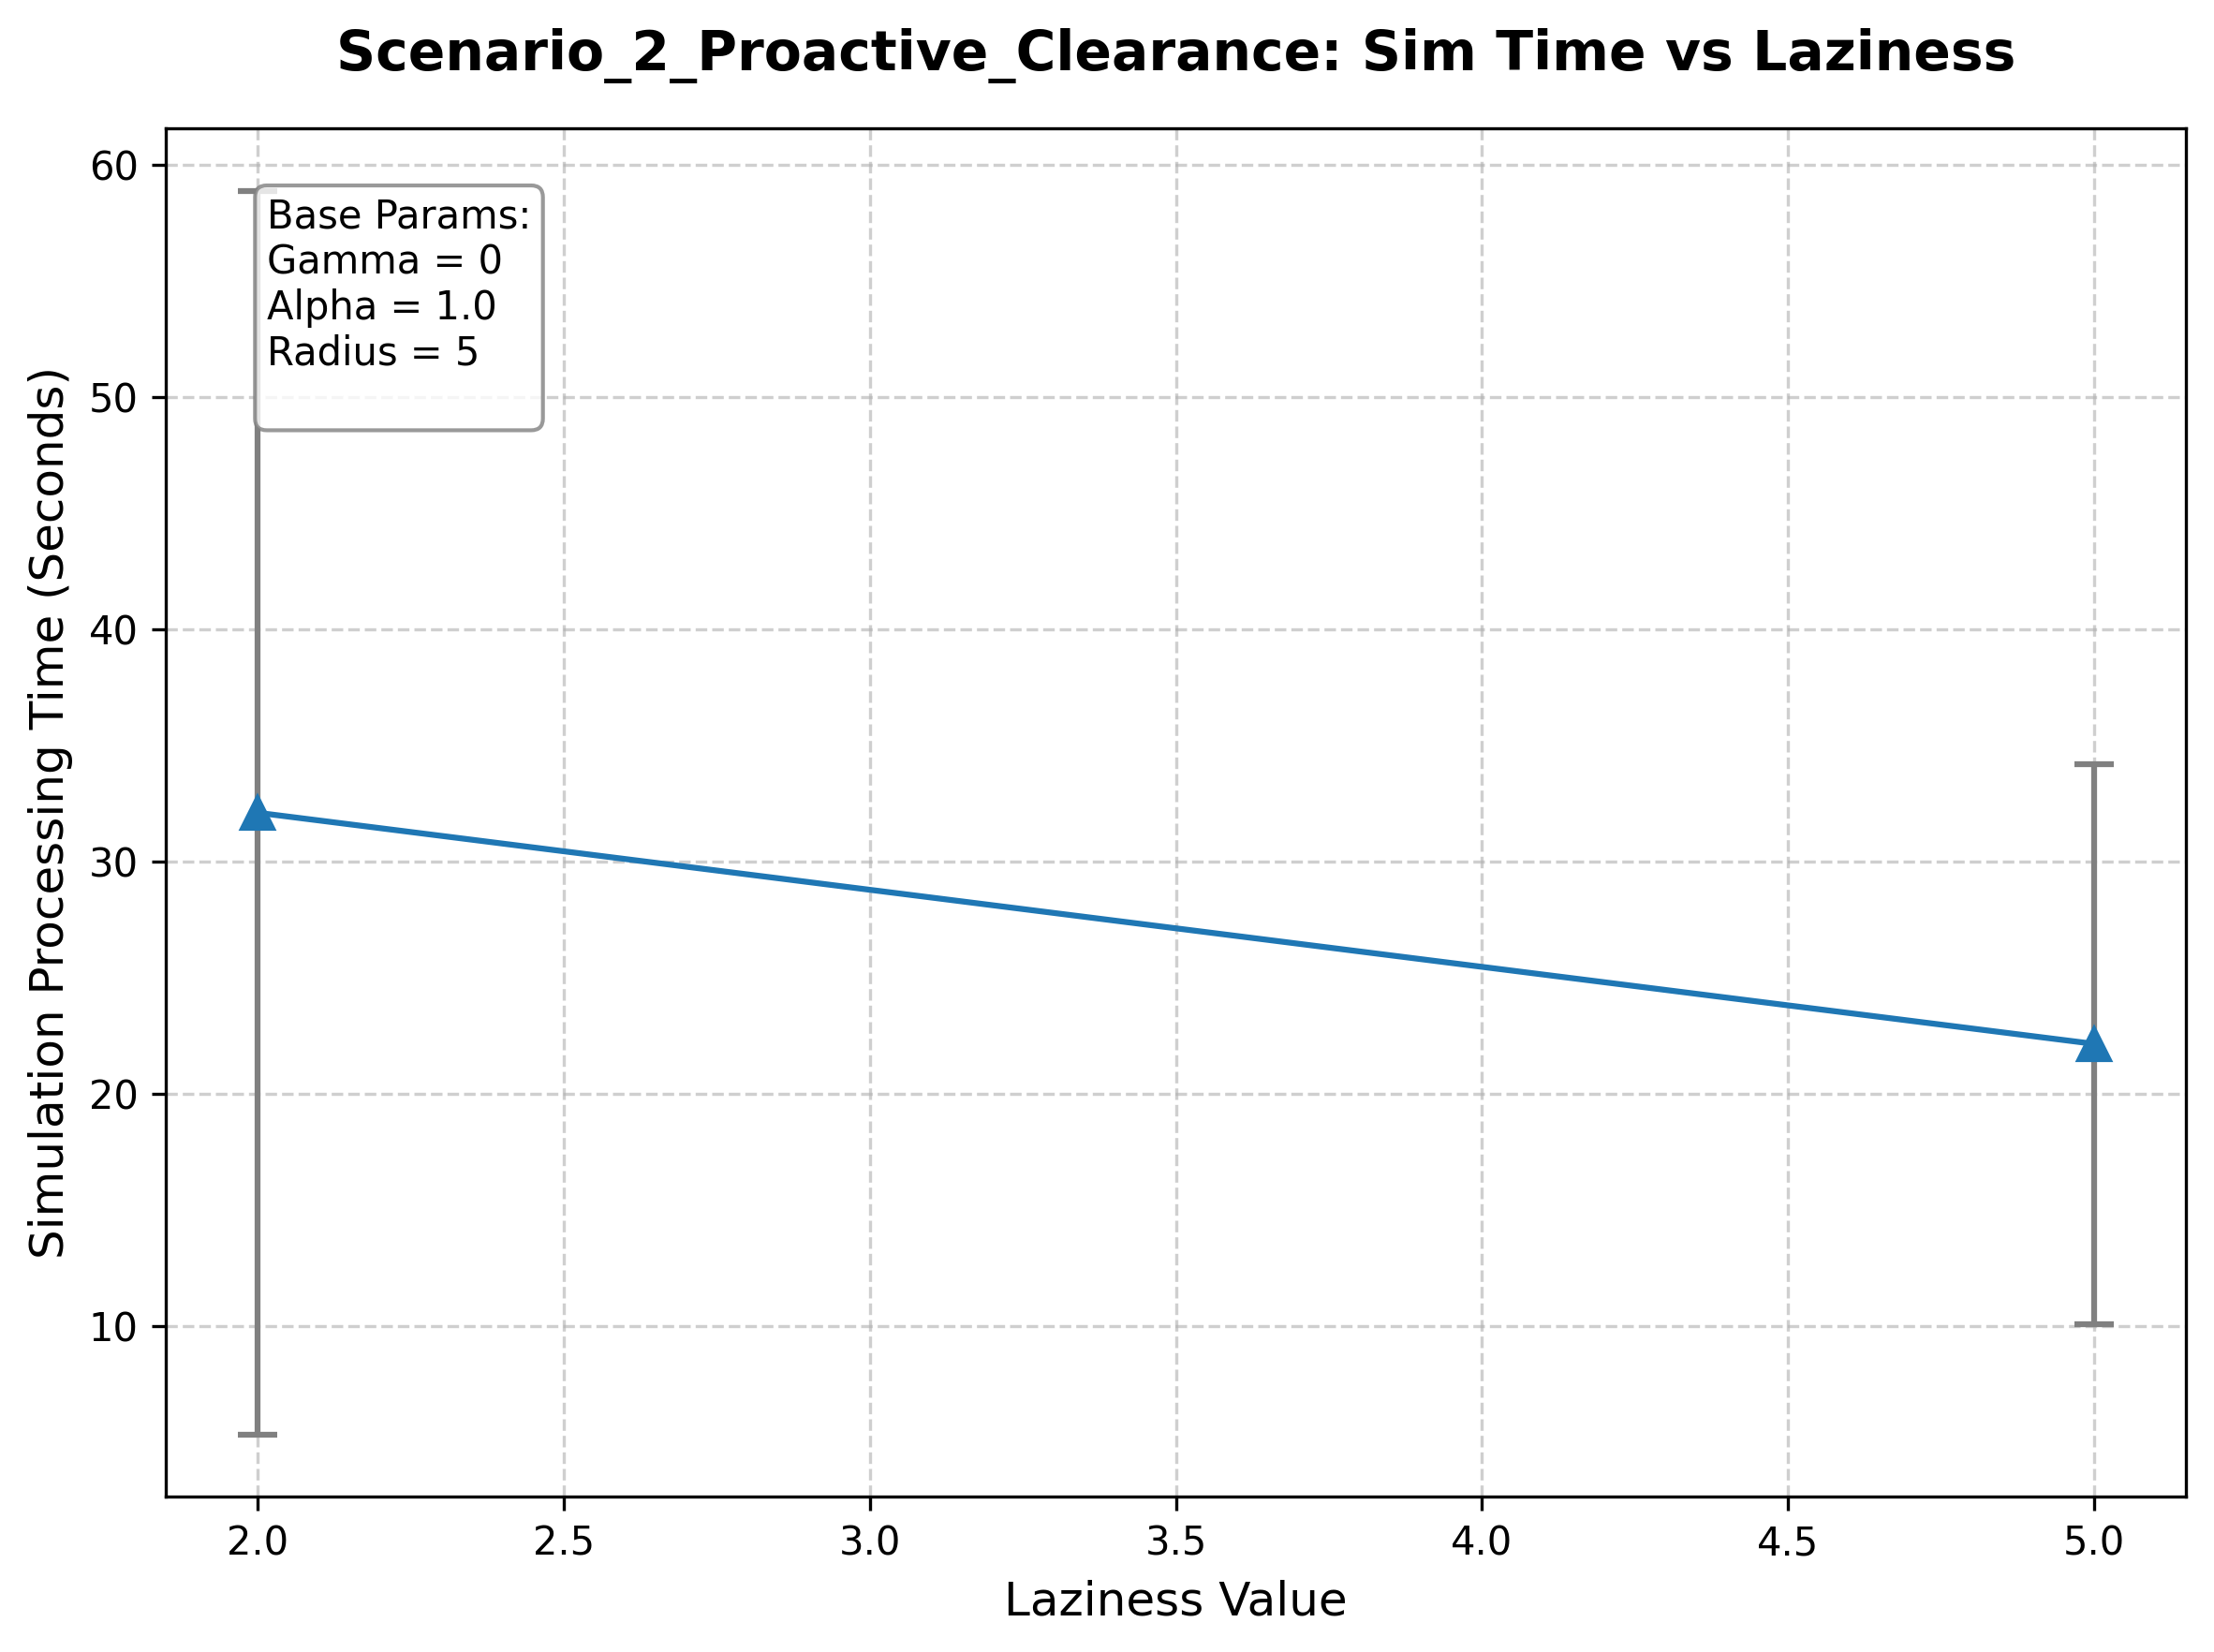 Scenario_2_Proactive_Clearance: Sim Time vs Laziness
60
50
40
30
20
10
Simulation Processing Time (Seconds)
Base Params:
Gamma = 0
Alpha = 1.0
Radius = 5
2.0 2.5 3.0 3.5 4.0 4.5 5.0
Laziness Value